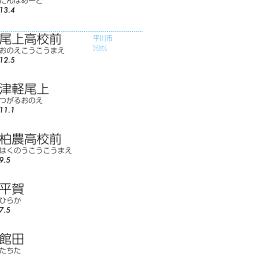 だんばあーと
13.4
尾上高校前
おのえこうこうまえ
12.5
平川市
津軽尾上
つがるおのえ
11.1
柏農高校前
はくのうこうこうまえ
9.5
平賀
ひらか
7.5
館田
たちた